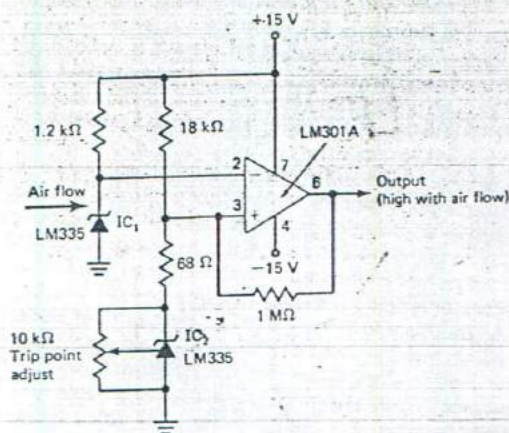 +15 V
1.2 kΩ
18 kΩ
LM301A
2
7
−
6
Output
(high with air flow)
Air flow
IC₁
3
+
4
LM335
68 Ω
−15 V
1 MΩ
10 kΩ
Trip point
adjust
IC₂
LM335